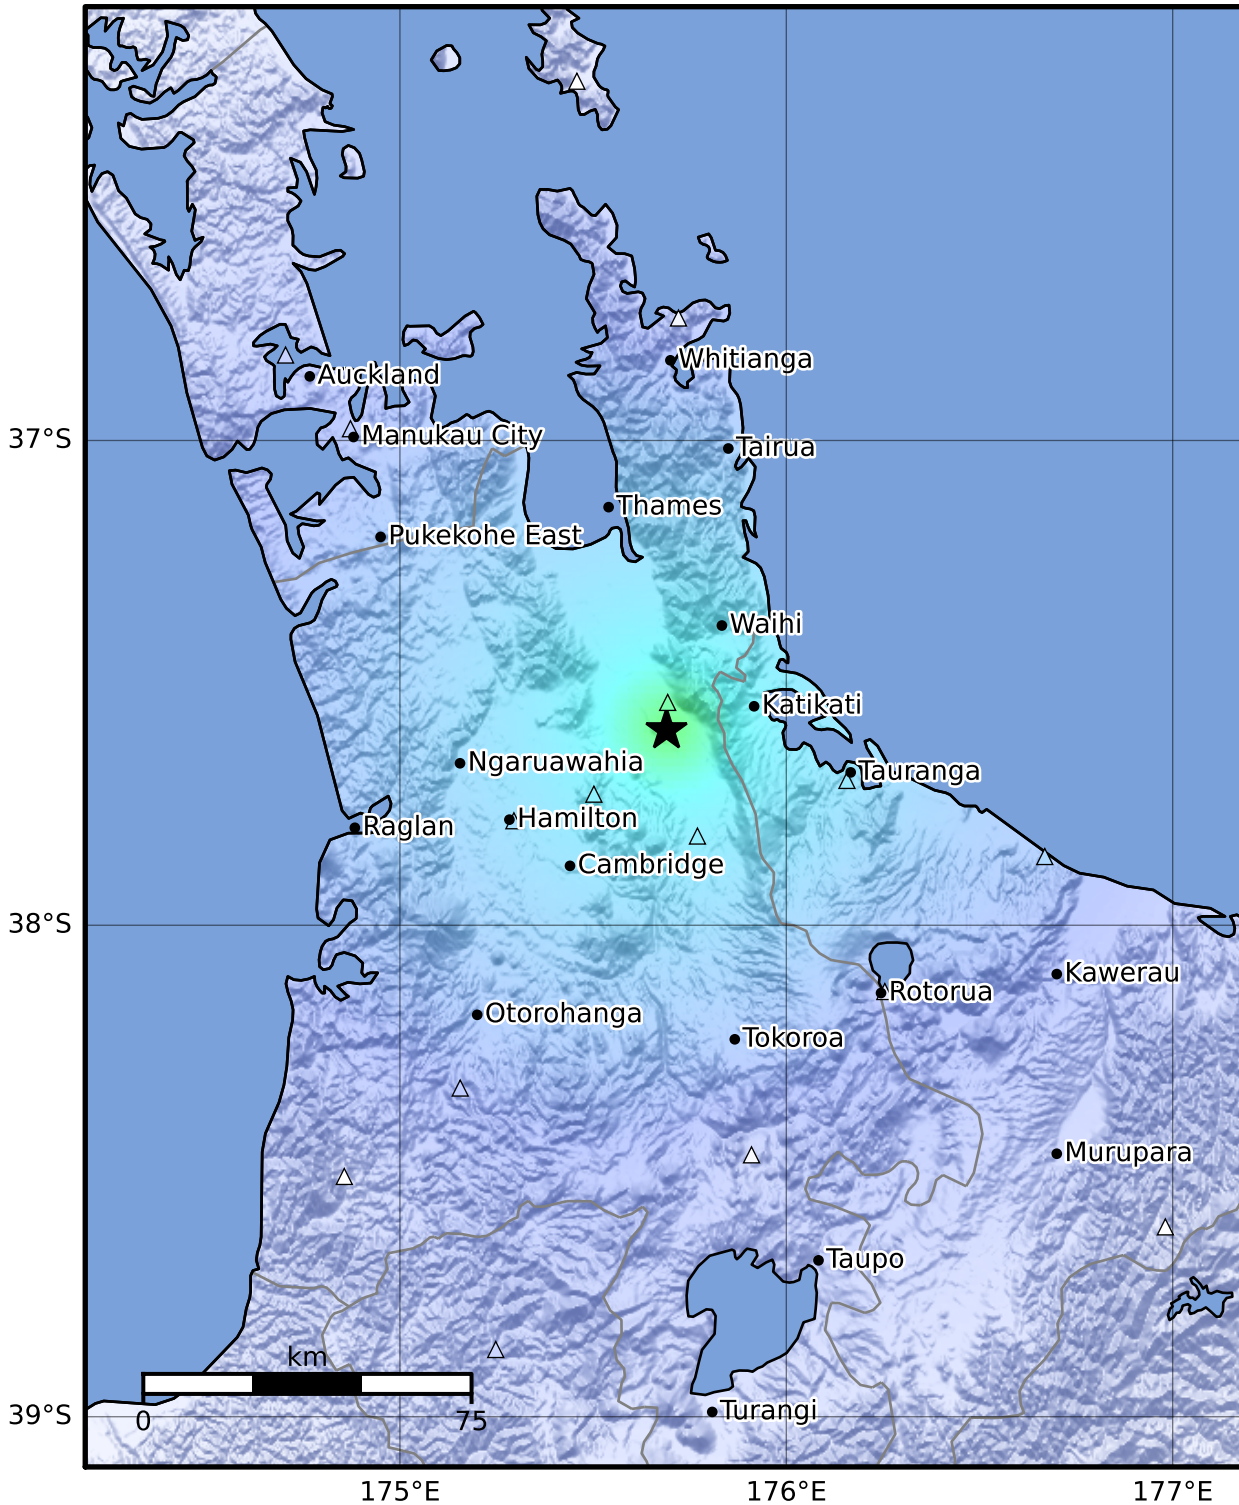 Whitianga
Auckland
Manukau City
37°S
Tairua
Thames
Pukekohe East
Waihi
Katikati
Ngaruawahia
Tauranga
Hamilton
Raglan
Cambridge
38°S
Kawerau
Rotorua
Otorohanga
Tokoroa
Murupara
Taupo
km
0
75
39°S
Turangi
175°E
176°E
177°E